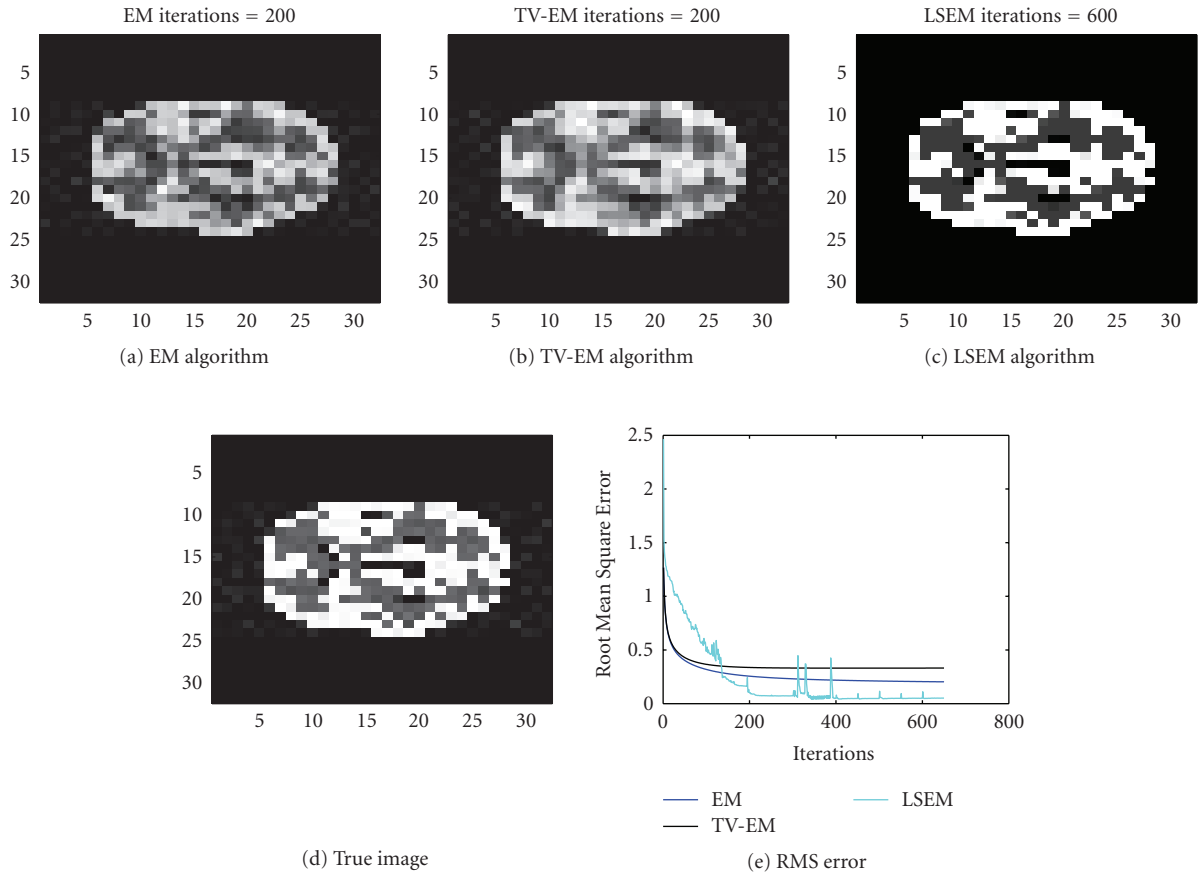 EM iterations = 200
5
10
15
20
25
30
5 10 15 20 25 30
(a) EM algorithm
TV-EM iterations = 200
5
10
15
20
25
30
5 10 15 20 25 30
(b) TV-EM algorithm
LSEM iterations = 600
5
10
15
20
25
30
5 10 15 20 25 30
(c) LSEM algorithm
5
10
15
20
25
30
5 10 15 20 25 30
(d) True image
Root Mean Square Error
2.5
2
1.5
1
0.5
0
0 200 400 600 800
Iterations
EM
TV-EM
LSEM
(e) RMS error